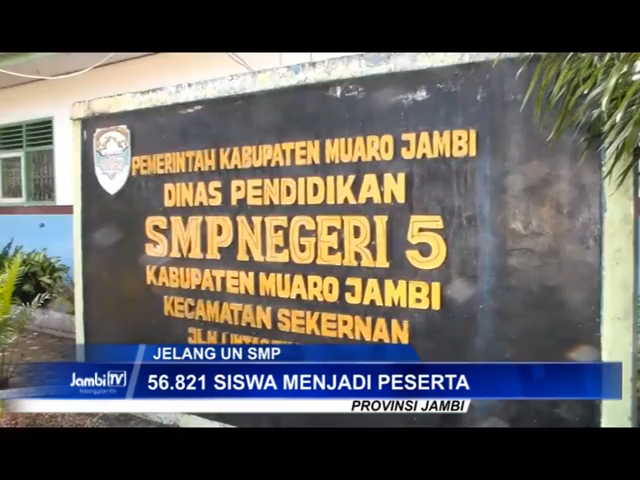 PEMERINTAH KABUPATEN MUARO JAMBI
DINAS PENDIDIKAN
SMP NEGERI 5
KABUPATEN MUARO JAMBI
KECAMATAN SEKERNAN
JLN
JELANG UN SMP
JambiTV
56.821 SISWA MENJADI PESERTA
PROVINSI JAMBI